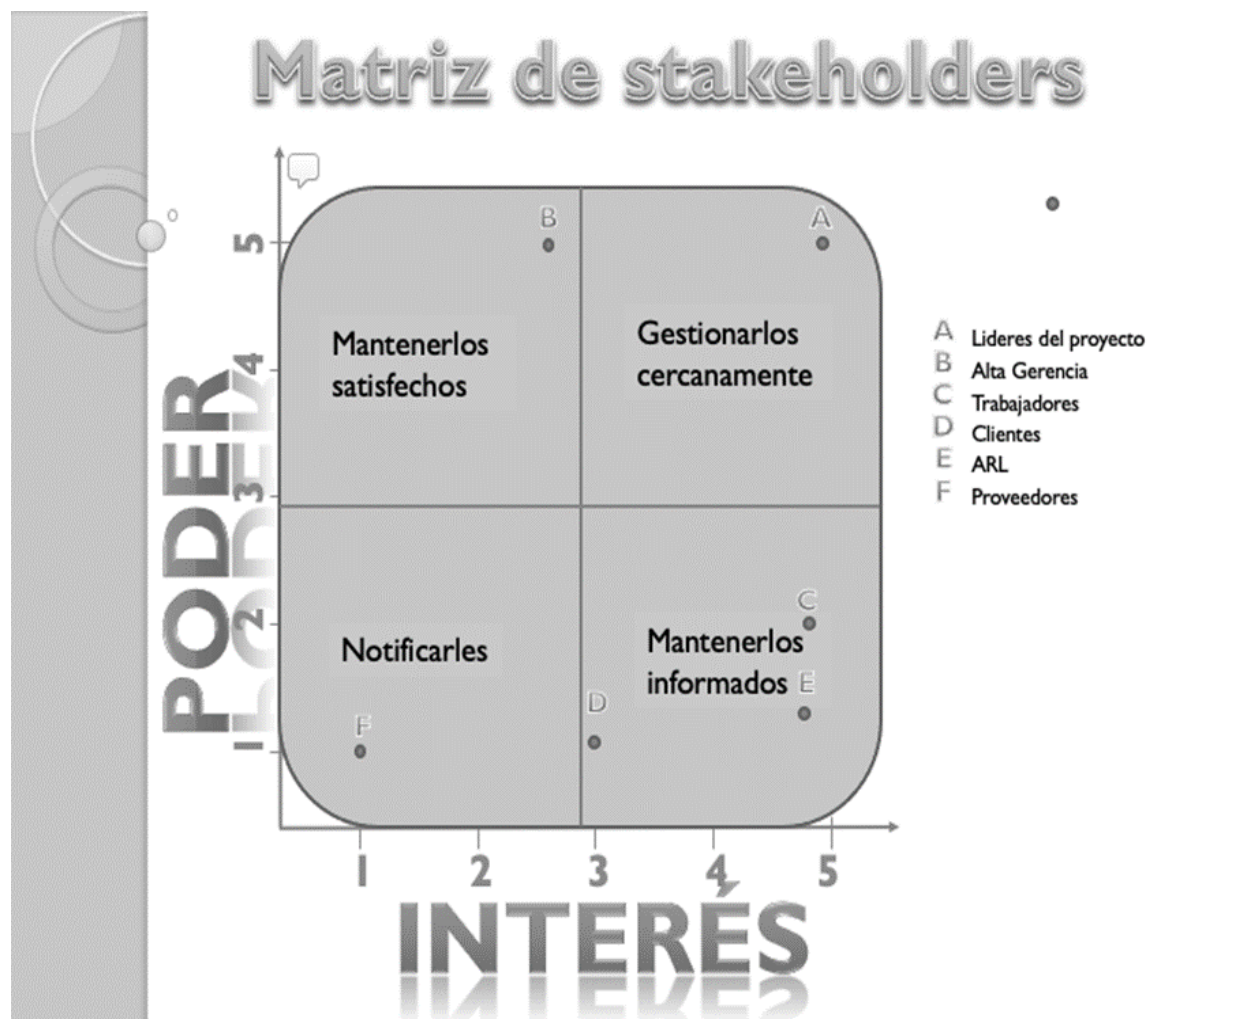 Matriz de stakeholders
PODER
5
4
3
2
1
B
A
Mantenerlos
satisfechos
Gestionarlos
cercanamente
Notificarles
C
Mantenerlos
informados
E
D
F
1 2 3 4 5
INTERÉS
A Lideres del proyecto
B Alta Gerencia
C Trabajadores
D Clientes
E ARL
F Proveedores